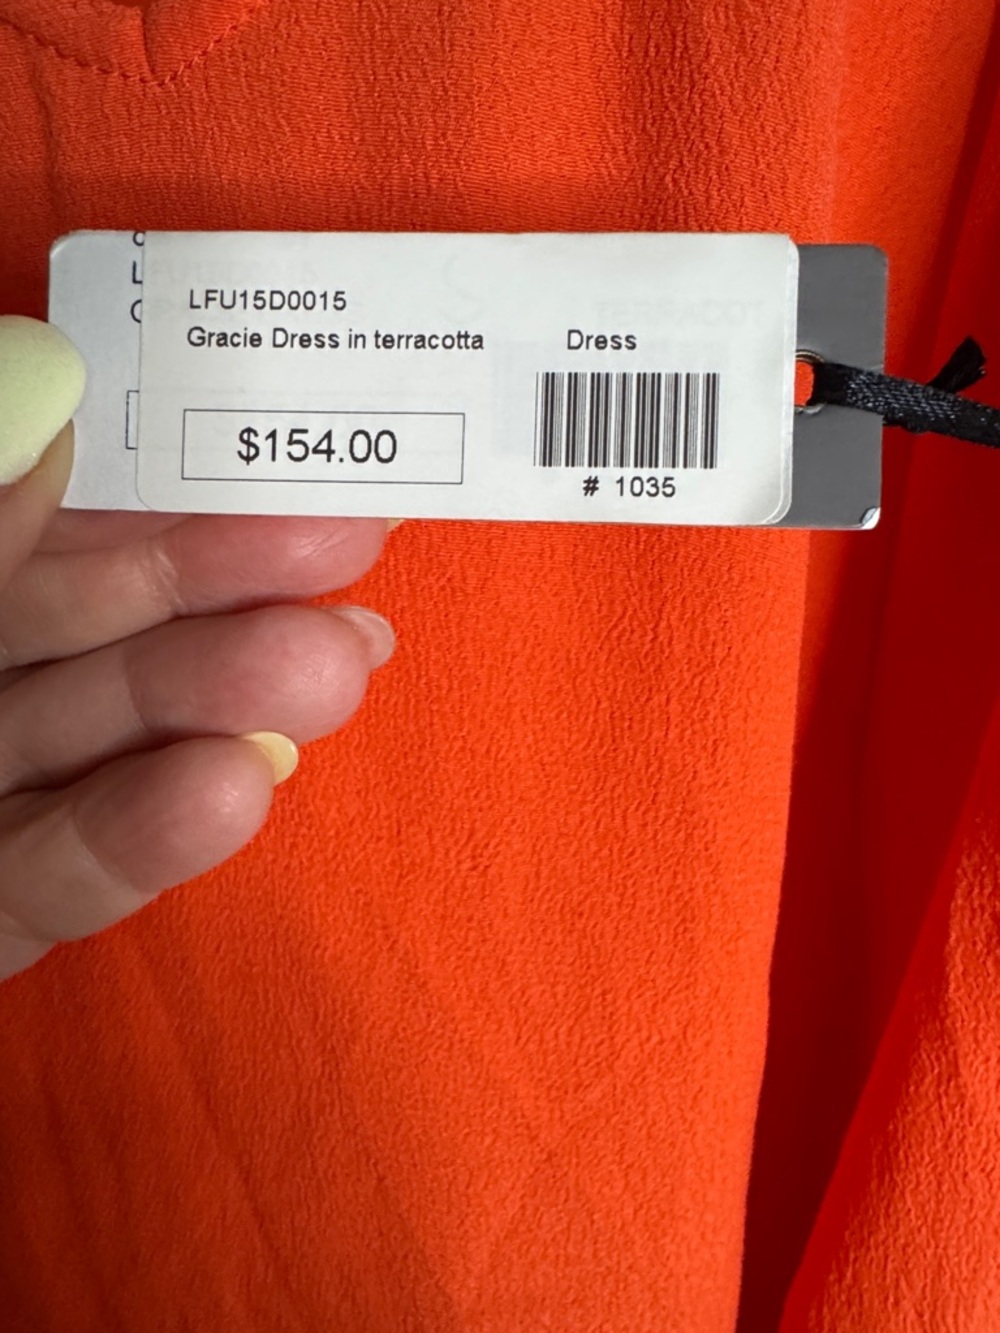 LFU15D0015
Gracie Dress in terracotta
Dress
$154.00
# 1035